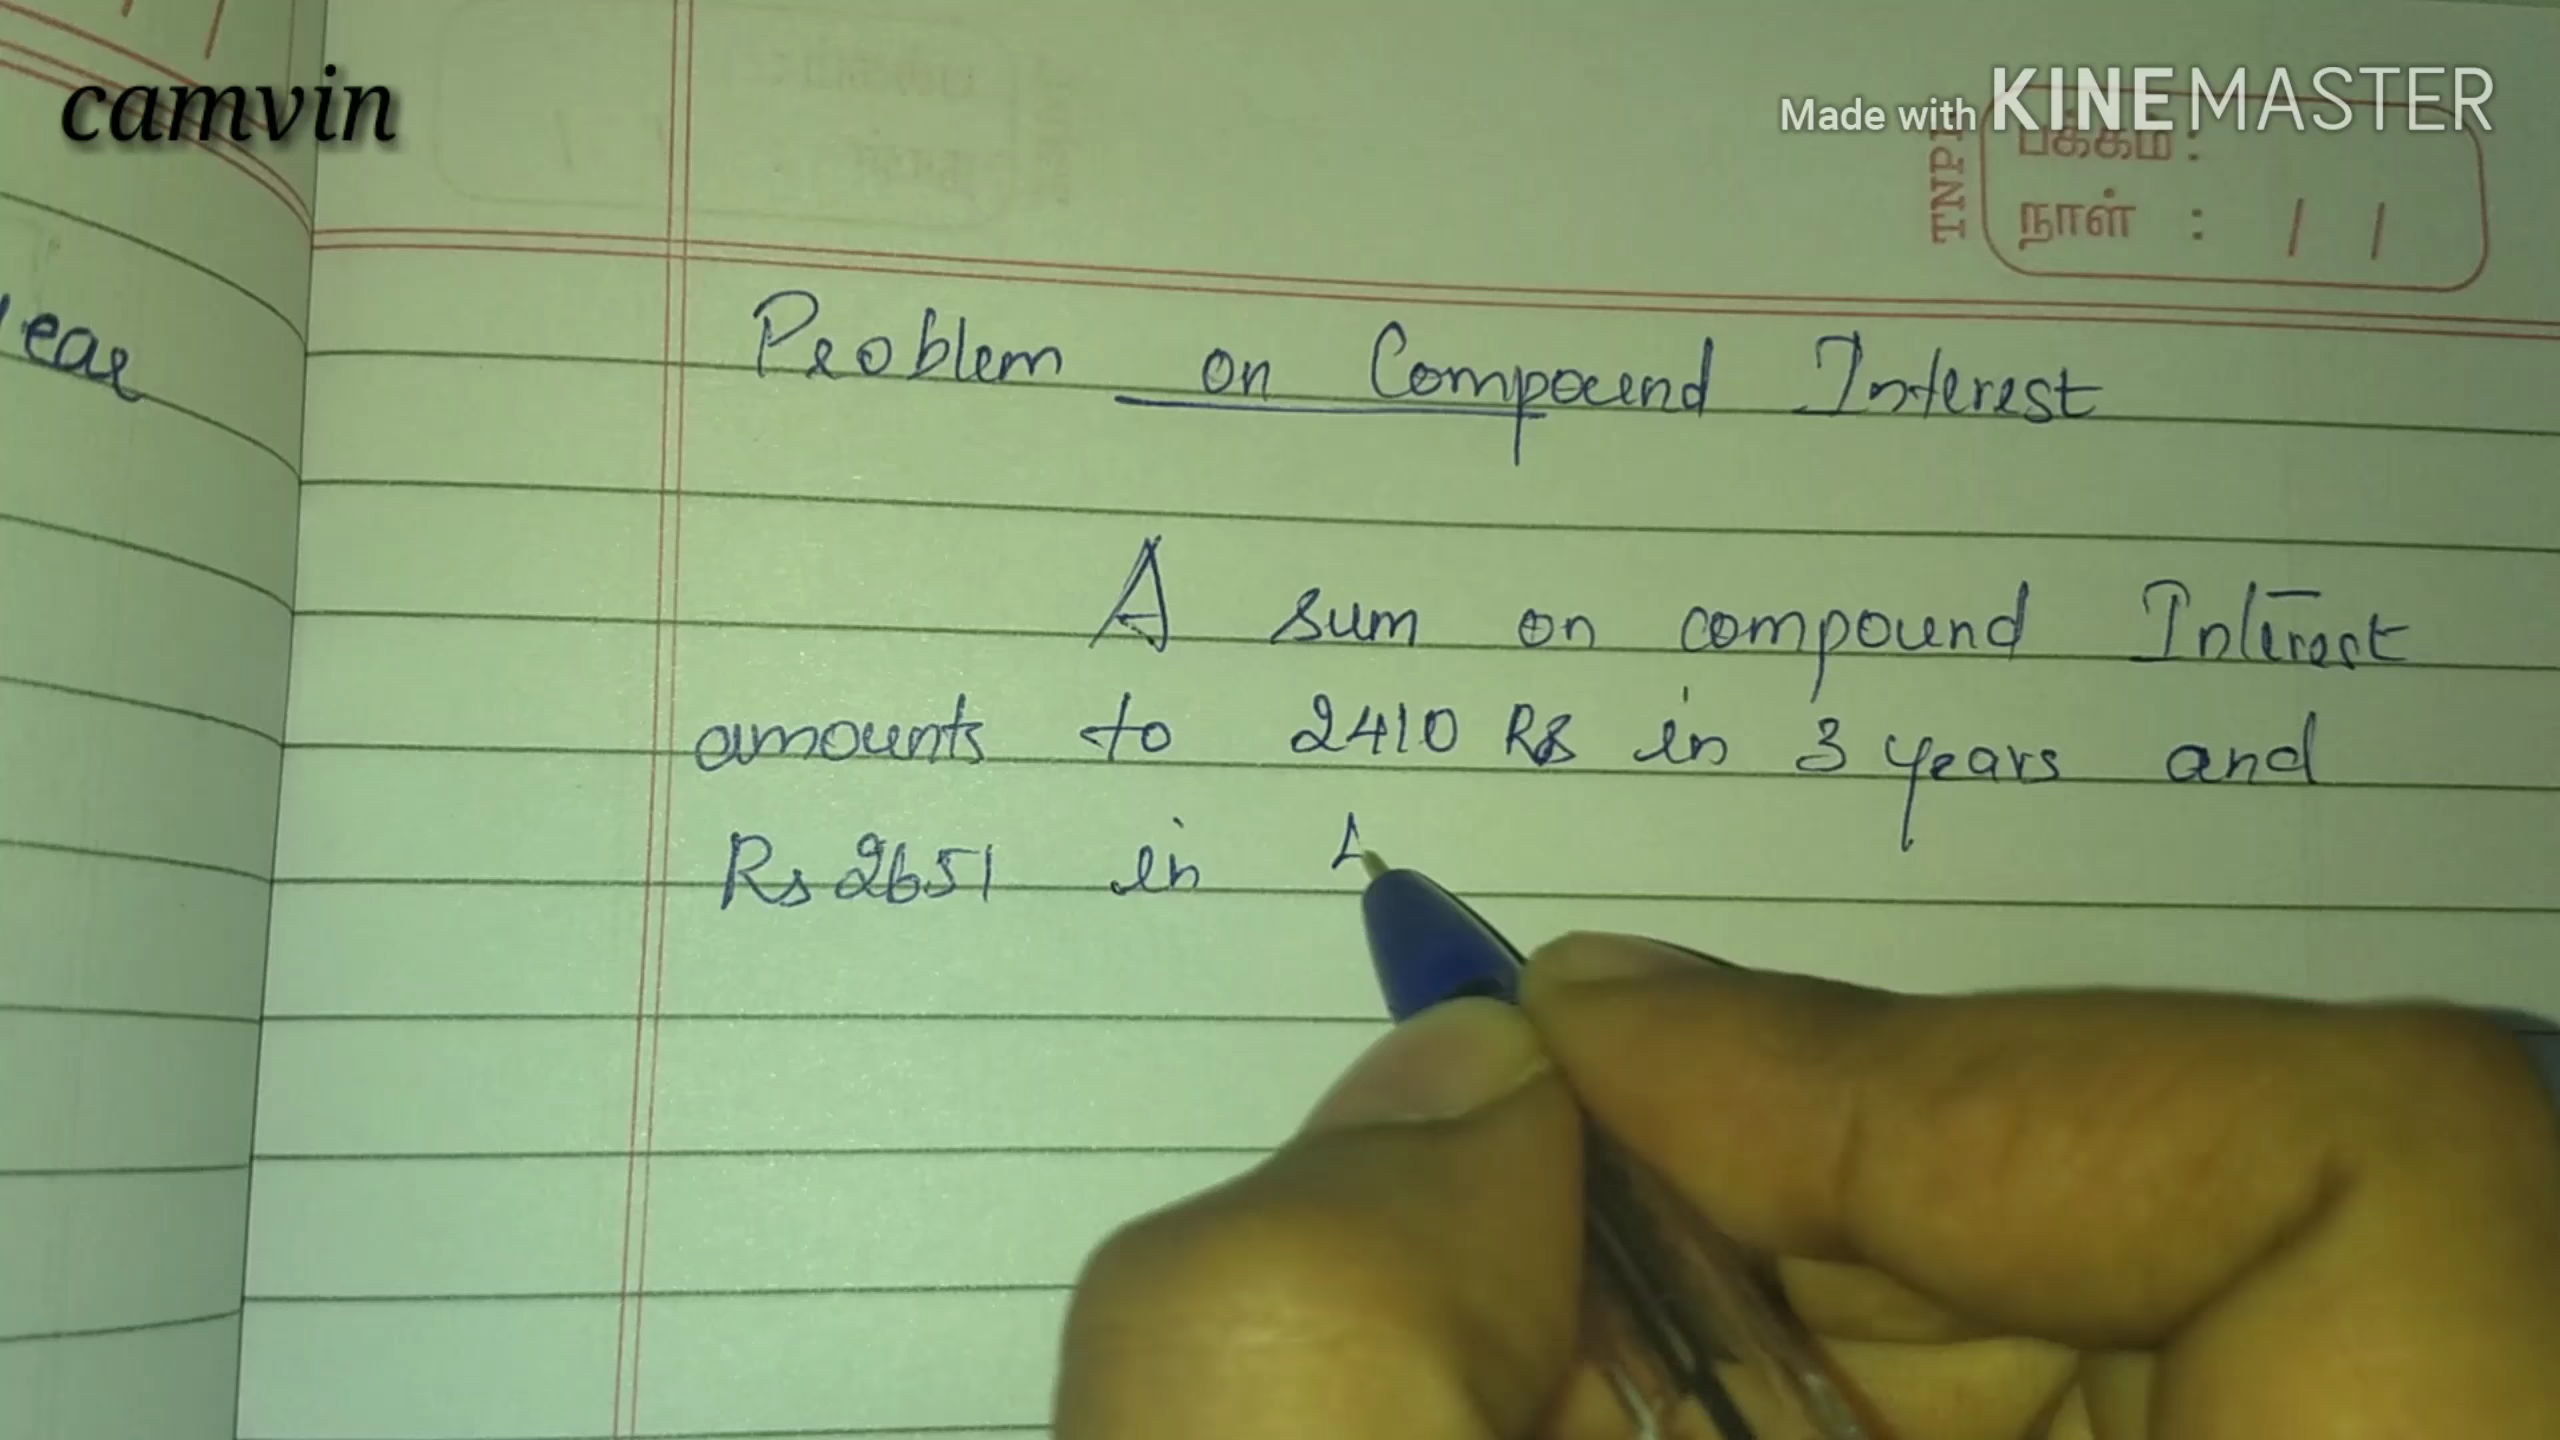 camvin
Made with KINEMASTER
பக்கம் :
நாள் : / /
ear
Problem on Compound Interest
A sum on compound Interest
amounts to 2410 Rs in 3 years and
Rs 2651 in